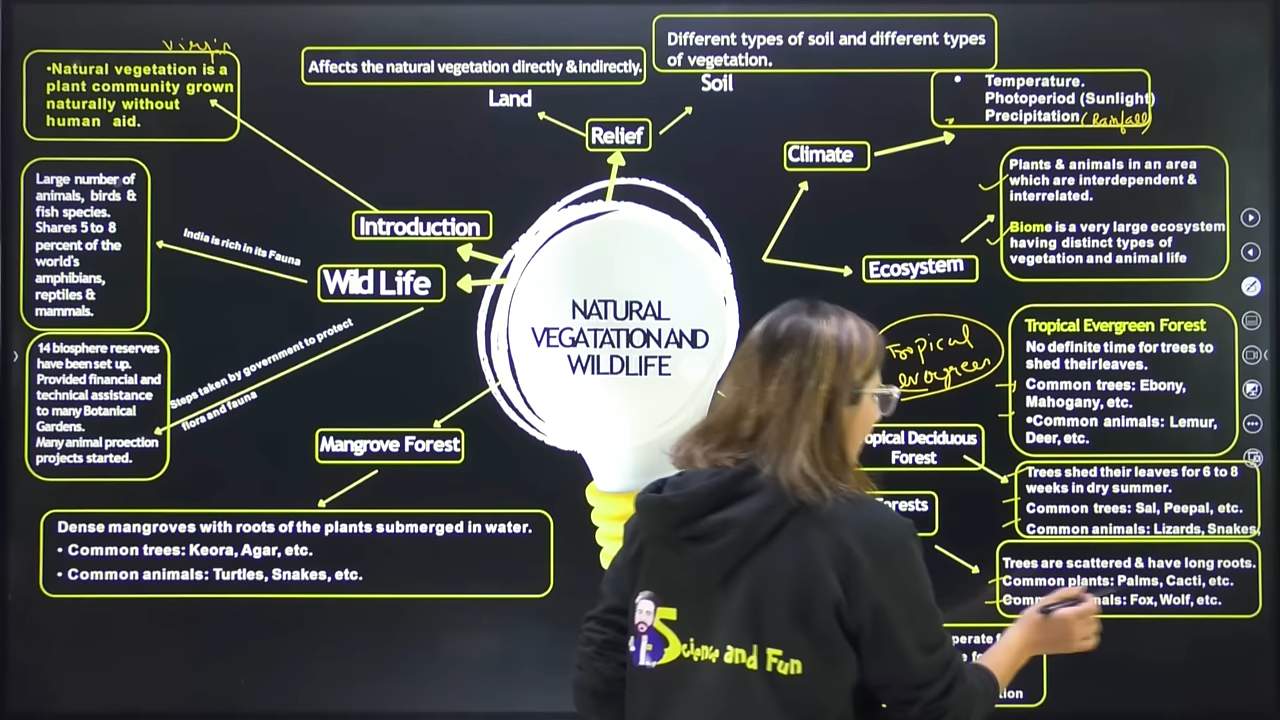 virgin
•Natural vegetation is a
plant community grown
naturally without
human aid.
Affects the natural vegetation directly & indirectly.
Different types of soil and different types
of vegetation.
Land
Soil
Relief
Temperature.
Photoperiod (Sunlight)
Precipitation (Rainfall)
Climate
Plants & animals in an area
which are interdependent &
interrelated.
Biome is a very large ecosystem
having distinct types of
vegetation and animal life
Ecosystem
Introduction
Wild Life
India is rich in its Fauna
Large number of
animals, birds &
fish species.
Shares 5 to 8
percent of the
world's
amphibians,
reptiles &
mammals.
14 biosphere reserves
have been set up.
Provided financial and
technical assistance
to many Botanical
Gardens.
Many animal proection
projects started.
Steps taken by government to protect
flora and fauna
NATURAL
VEGATATION AND
WILDLIFE
Mangrove Forest
Dense mangroves with roots of the plants submerged in water.
• Common trees: Keora, Agar, etc.
• Common animals: Turtles, Snakes, etc.
Tropical
evergreen
Tropical Evergreen Forest
No definite time for trees to
shed theirleaves.
Common trees: Ebony,
Mahogany, etc.
•Common animals: Lemur,
Deer, etc.
opical Deciduous
Forest
Trees shed their leaves for 6 to 8
weeks in dry summer.
Common trees: Sal, Peepal, etc.
Common animals: Lizards, Snakes,
orests
Trees are scattered & have long roots.
Common plants: Palms, Cacti, etc.
Fox, Wolf, etc.
Science and Fun